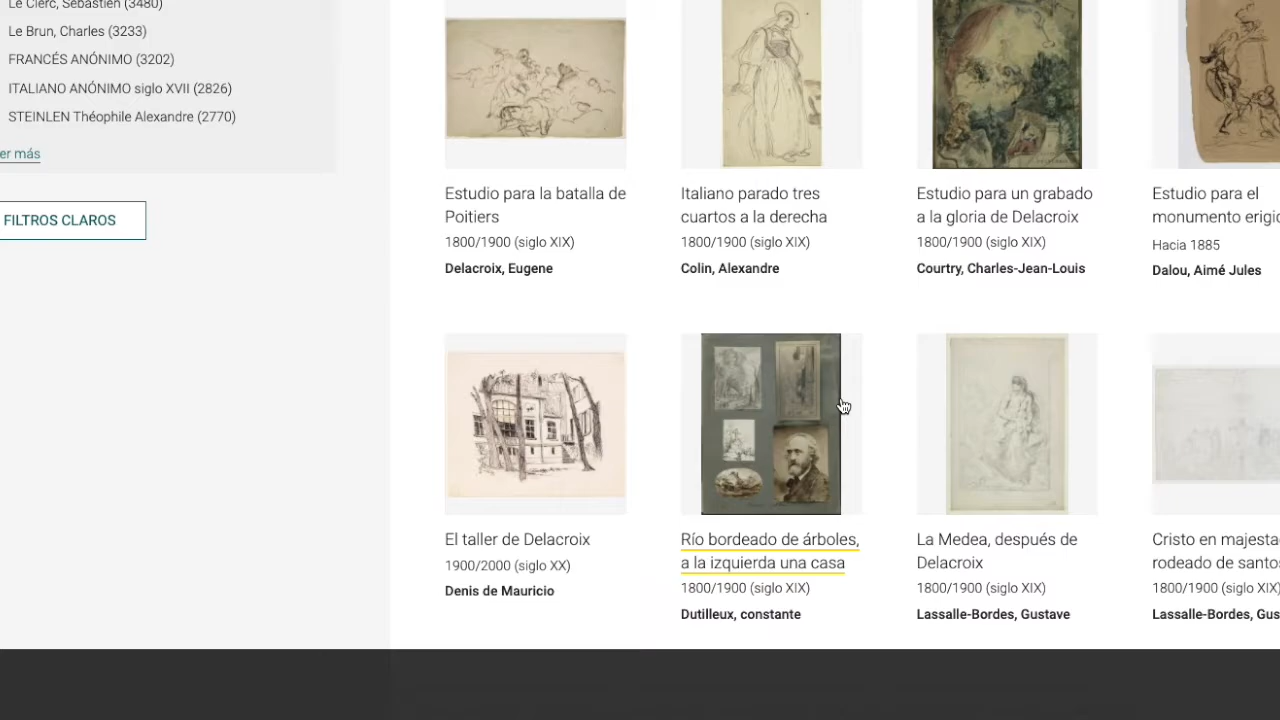 Le Clerc, Sébastien (3480)
Le Brun, Charles (3233)
FRANCÉS ANÓNIMO (3202)
ITALIANO ANÓNIMO siglo XVII (2826)
STEINLEN Théophile Alexandre (2770)
er más
FILTROS CLAROS
Estudio para la batalla de
Poitiers
1800/1900 (siglo XIX)
Delacroix, Eugene
Italiano parado tres
cuartos a la derecha
1800/1900 (siglo XIX)
Colin, Alexandre
Estudio para un grabado
a la gloria de Delacroix
1800/1900 (siglo XIX)
Courtry, Charles-Jean-Louis
Estudio para el
monumento erigid
Hacia 1885
Dalou, Aimé Jules
El taller de Delacroix
1900/2000 (siglo XX)
Denis de Mauricio
Río bordeado de árboles,
a la izquierda una casa
1800/1900 (siglo XIX)
Dutilleux, constante
La Medea, después de
Delacroix
1800/1900 (siglo XIX)
Lassalle-Bordes, Gustave
Cristo en majesta
rodeado de santos
1800/1900 (siglo XIX)
Lassalle-Bordes, Gus